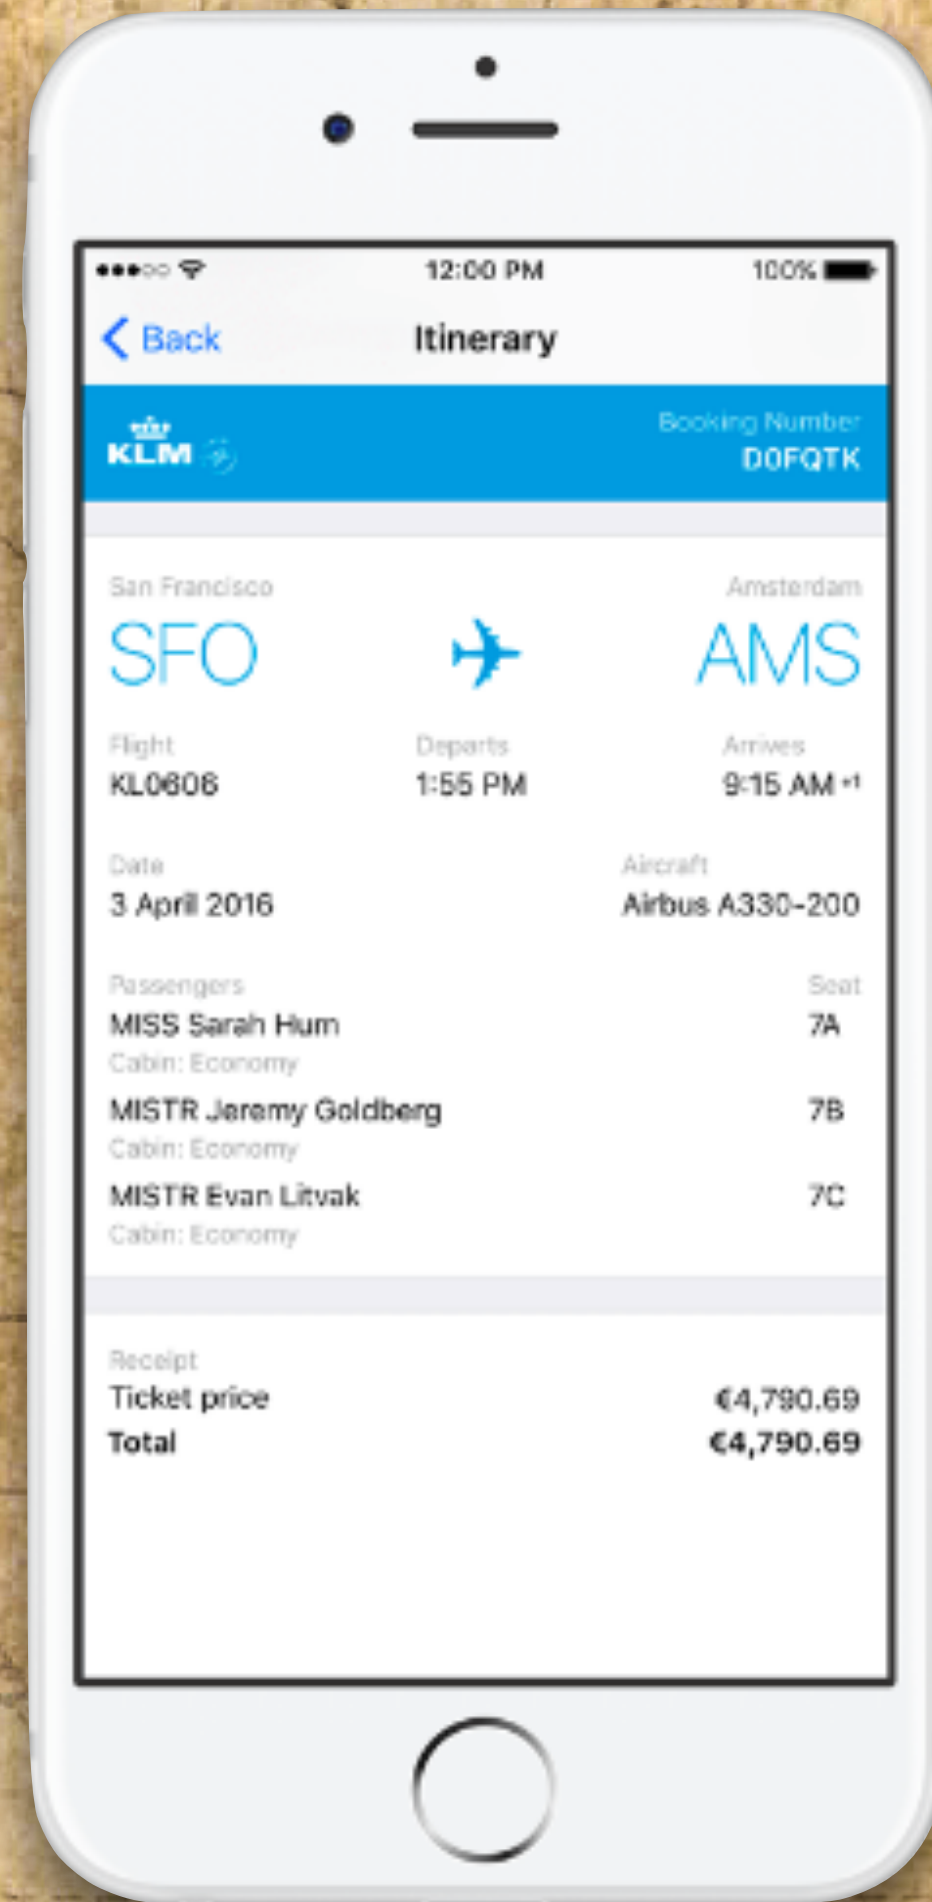 12:00 PM 100%
Back Itinerary
KLM
Booking Number
D0FQTK
San Francisco Amsterdam
SFO AMS
Flight Departs Arrives
KL0606 1:55 PM 9:15 AM +1
Date Aircraft
3 April 2016 Airbus A330-200
Passengers Seat
MISS Sarah Hum 7A
Cabin: Economy
MISTR Jeremy Goldberg 7B
Cabin: Economy
MISTR Evan Litvak 7C
Cabin: Economy
Receipt
Ticket price €4,790.69
Total €4,790.69